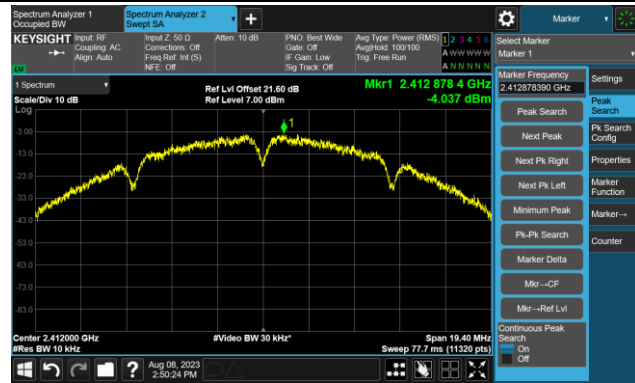 Spectrum Analyzer 1
Occupied BW
Spectrum Analyzer 2
Swept SA
+
Marker
KEYSIGHT
Input: RF
Coupling: AC
Align: Auto
Input Z: 50 Ω
Corrections: Off
Freq Ref: Int (S)
NFE: Off
Atten: 10 dB
PNO: Best Wide
Gate: Off
IF Gain: Low
Sig Track: Off
Avg Type: Power (RMS)
Avg|Hold: 100/100
Trig: Free Run
1 2 3 4 5 6
A W W W W W
A N N N N N
Select Marker
Marker 1
1 Spectrum
Scale/Div 10 dB
Log
Ref Lvl Offset 21.60 dB
Ref Level 7.00 dBm
Mkr1 2.412 878 4 GHz
-4.037 dBm
1
-3.00
-13.0
-23.0
-33.0
-43.0
-53.0
-63.0
-73.0
-83.0
Center 2.412000 GHz
#Res BW 10 kHz
#Video BW 30 kHz*
Span 19.40 MHz
Sweep 77.7 ms (11320 pts)
Marker Frequency
2.412878390 GHz
Peak Search
Next Peak
Next Pk Right
Next Pk Left
Minimum Peak
Pk-Pk Search
Marker Delta
Mkr→CF
Mkr→Ref Lvl
Continuous Peak
Search
On
Off
Settings
Peak
Search
Pk Search
Config
Properties
Marker
Function
Marker→
Counter
?
Aug 08, 2023
2:50:24 PM